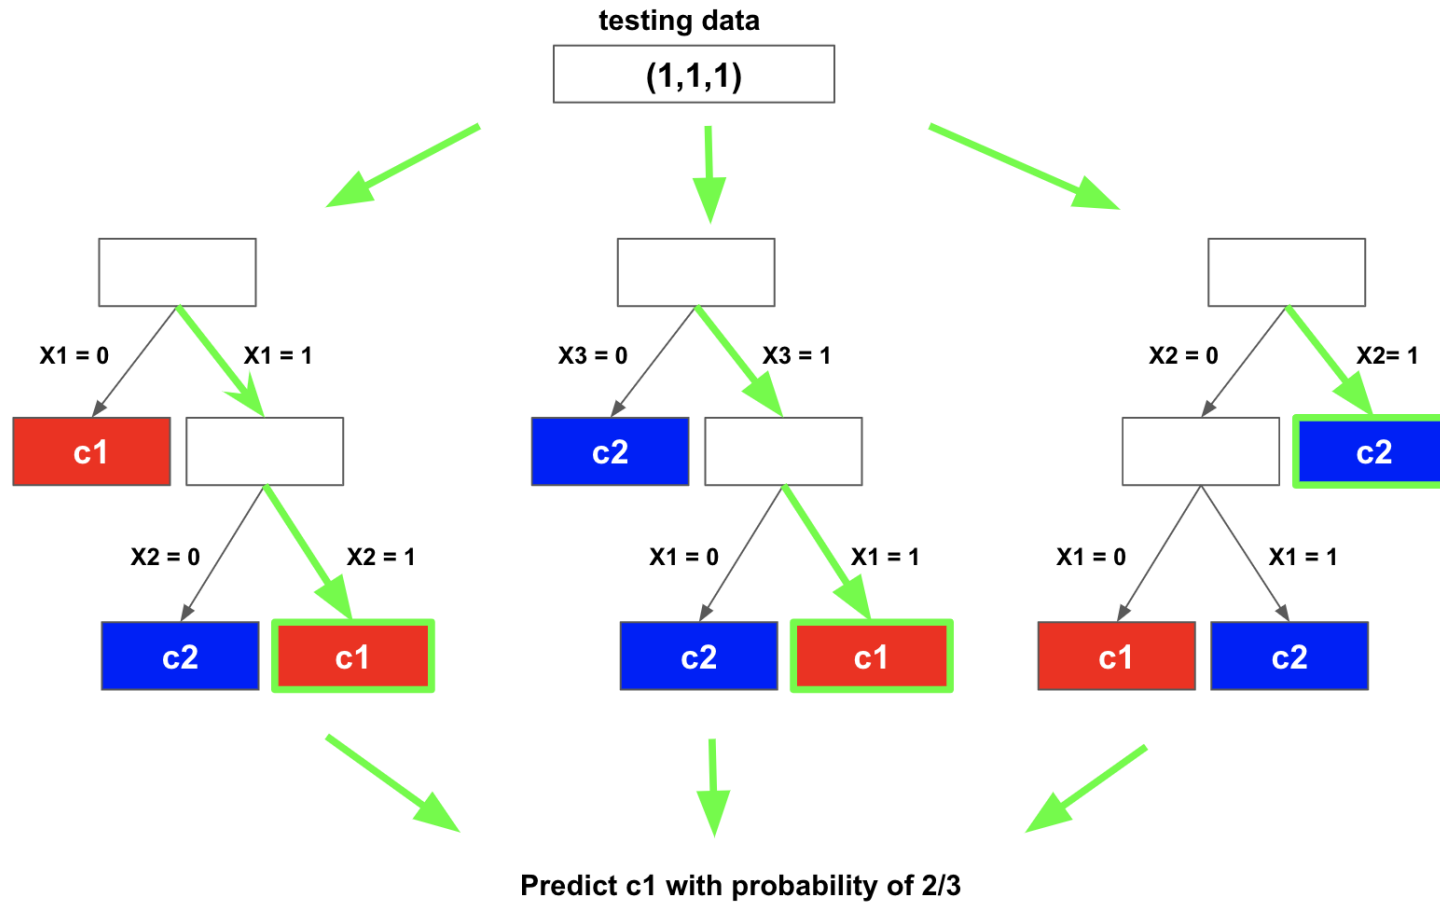 testing data
(1,1,1)
X1 = 0
X1 = 1
X3 = 0
X3 = 1
X2 = 0
X2= 1
c1
c2
c2
X2 = 0
X2 = 1
X1 = 0
X1 = 1
X1 = 0
X1 = 1
c2
c1
c2
c1
c1
c2
Predict c1 with probability of 2/3